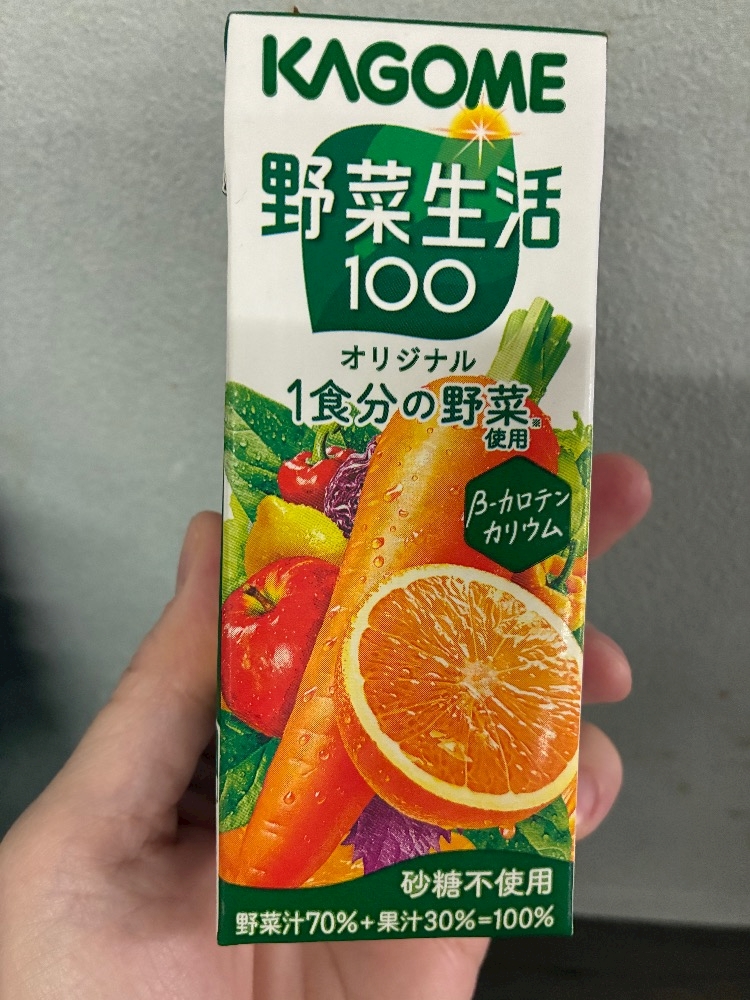 KAGOME
野菜生活
100
オリジナル
1食分の野菜※
使用
β-カロテン
カリウム
砂糖不使用
野菜汁70%+果汁30%=100%